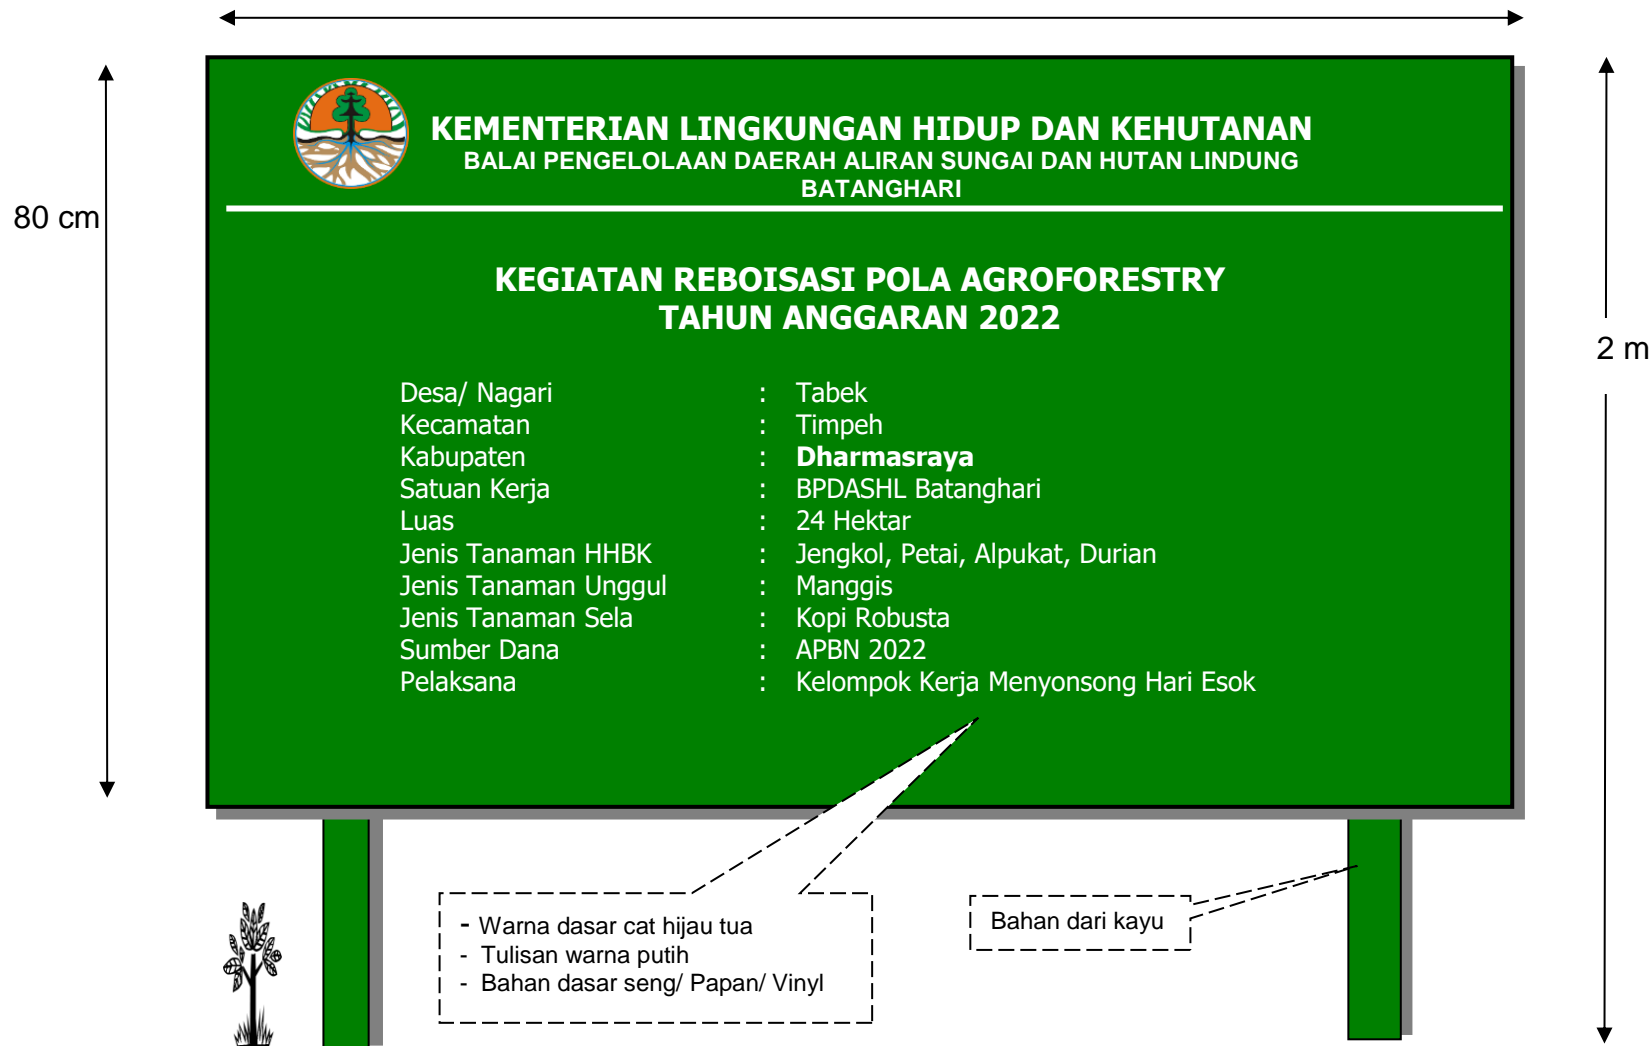 KEMENTERIAN LINGKUNGAN HIDUP DAN KEHUTANAN
BALAI PENGELOLAAN DAERAH ALIRAN SUNGAI DAN HUTAN LINDUNG
BATANGHARI
80 cm
KEGIATAN REBOISASI POLA AGROFORESTRY
TAHUN ANGGARAN 2022
2 m
Desa/ Nagari : Tabek
Kecamatan : Timpeh
Kabupaten : Dharmasraya
Satuan Kerja : BPDASHL Batanghari
Luas : 24 Hektar
Jenis Tanaman HHBK : Jengkol, Petai, Alpukat, Durian
Jenis Tanaman Unggul : Manggis
Jenis Tanaman Sela : Kopi Robusta
Sumber Dana : APBN 2022
Pelaksana : Kelompok Kerja Menyonsong Hari Esok
- Warna dasar cat hijau tua
- Tulisan warna putih
- Bahan dasar seng/ Papan/ Vinyl
Bahan dari kayu